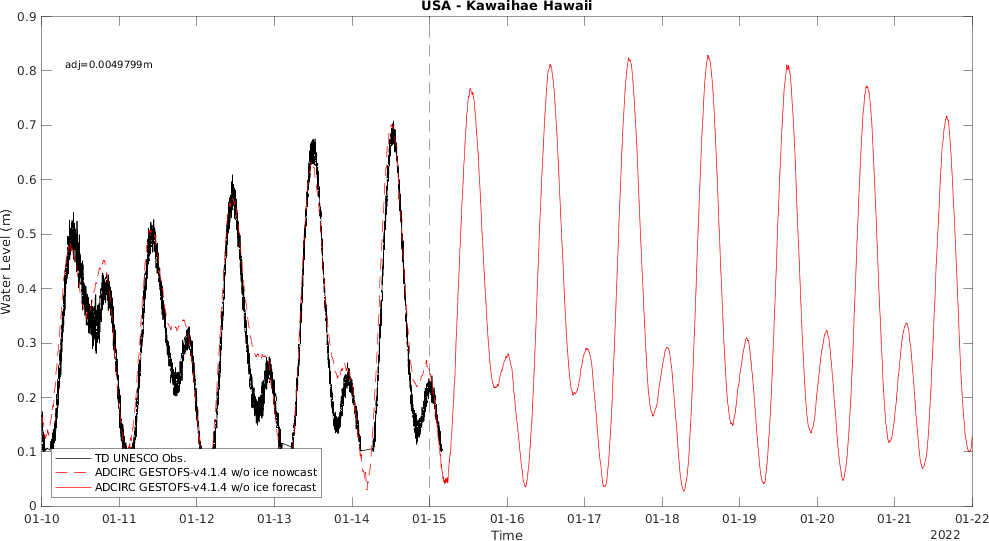 USA - Kawaihae Hawaii
adj=0.0049799m
Water Level (m)
0.9
0.8
0.7
0.6
0.5
0.4
0.3
0.2
0.1
0
TD UNESCO Obs.
ADCIRC GESTOFS-v4.1.4 w/o ice nowcast
ADCIRC GESTOFS-v4.1.4 w/o ice forecast
01-10 01-11 01-12 01-13 01-14 01-15 01-16 01-17 01-18 01-19 01-20 01-21 01-22
Time
2022